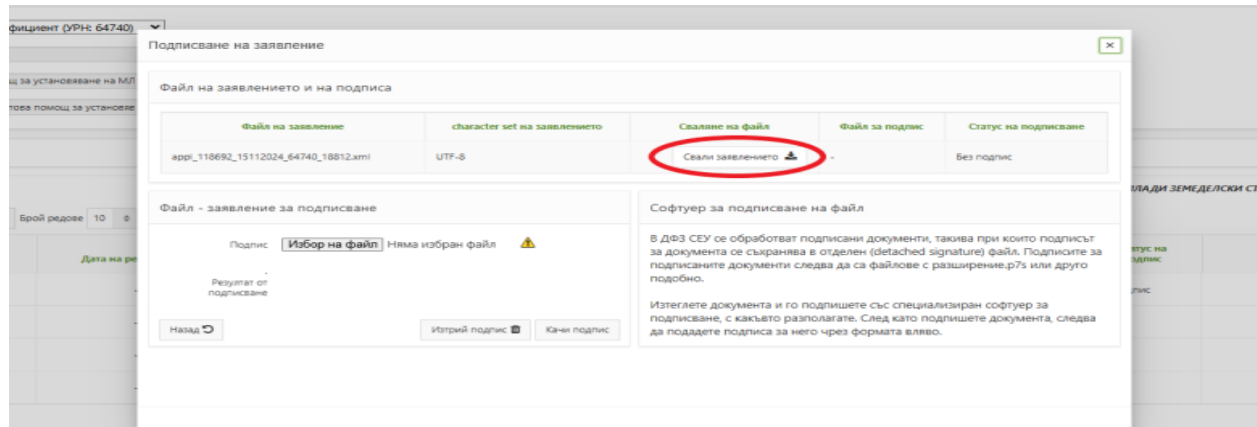 фициент (УРН: 64740)
Подписване на заявление
щ за установяване на МЛ
Файл на заявлението и на подписа
това помощ за установяве
Файл на заявление character set на заявлението Сваляне на файл Файл за подпис Статус на подписване
appl_118692_15112024_64740_18812.xml UTF-8 Свали заявлението - Без подпис
ЛАДИ ЗЕМЕДЕЛСКИ СТ
Файл - заявление за подписване
Софтуер за подписване на файл
Брой редове 10
Подпис Избор на файл Няма избран файл
В ДФЗ СЕУ се обработват подписани документи, такива при които подписът
за документа се съхранява в отделен (detached signature) файл. Подписите за
подписаните документи следва да са файлове с разширение.p7s или друго
подобно.
Дата на ре
тус на
Резултат от
подписване
Изтеглете документа и го подпишете със специализиран софтуер за
подписване, с какъвто разполагате. След като подпишете документа, следва
да подадете подписа за него чрез формата вляво.
Назад Изтрий подпис Качи подпис